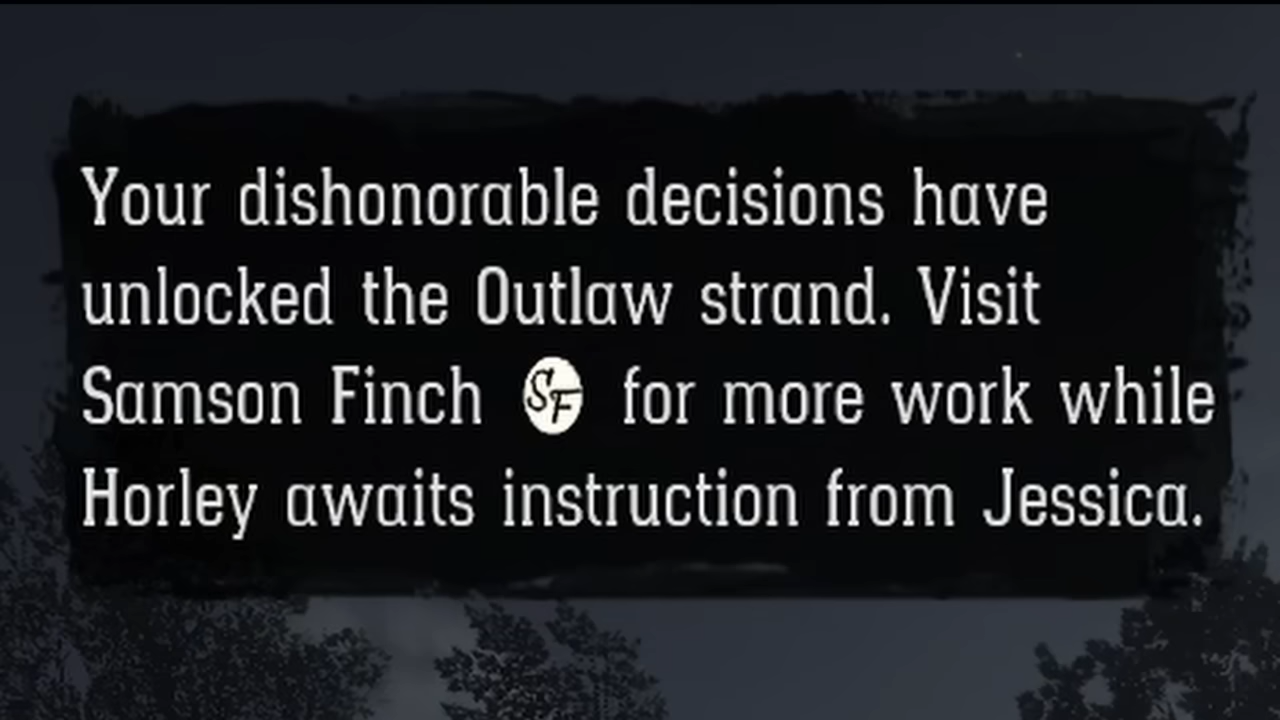 Your dishonorable decisions have
unlocked the Outlaw strand. Visit
Samson Finch SF for more work while
Horley awaits instruction from Jessica.